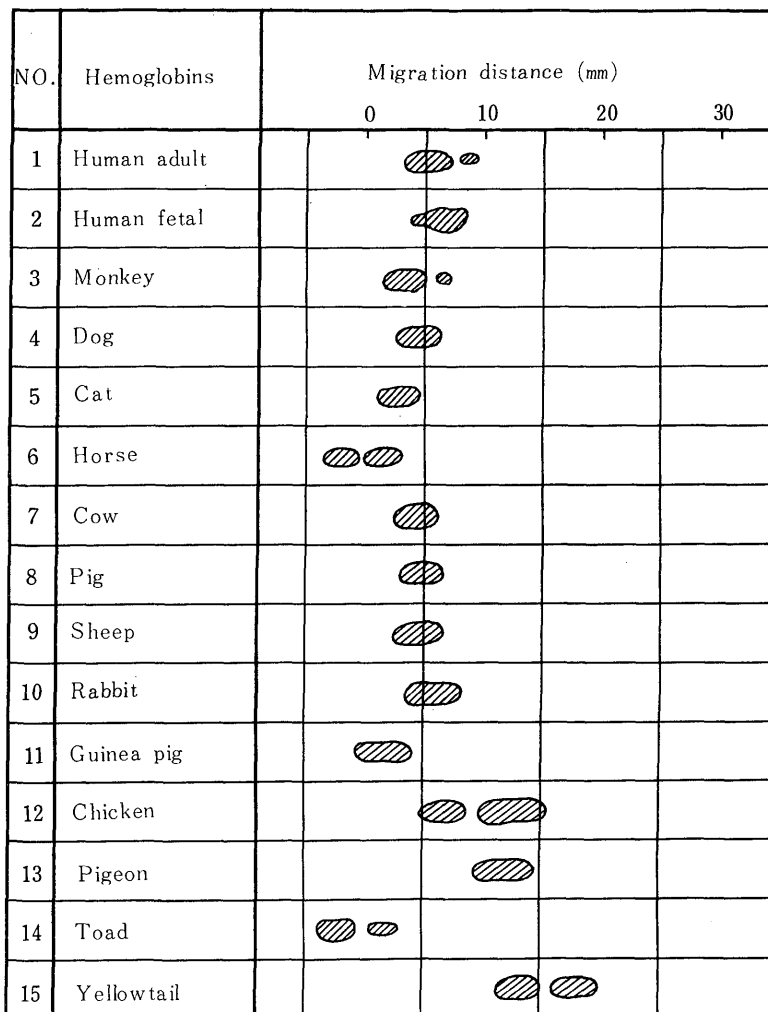 NO. Hemoglobins Migration distance (mm)
0 10 20 30
1 Human adult
2 Human fetal
3 Monkey
4 Dog
5 Cat
6 Horse
7 Cow
8 Pig
9 Sheep
10 Rabbit
11 Guinea pig
12 Chicken
13 Pigeon
14 Toad
15 Yellowtail